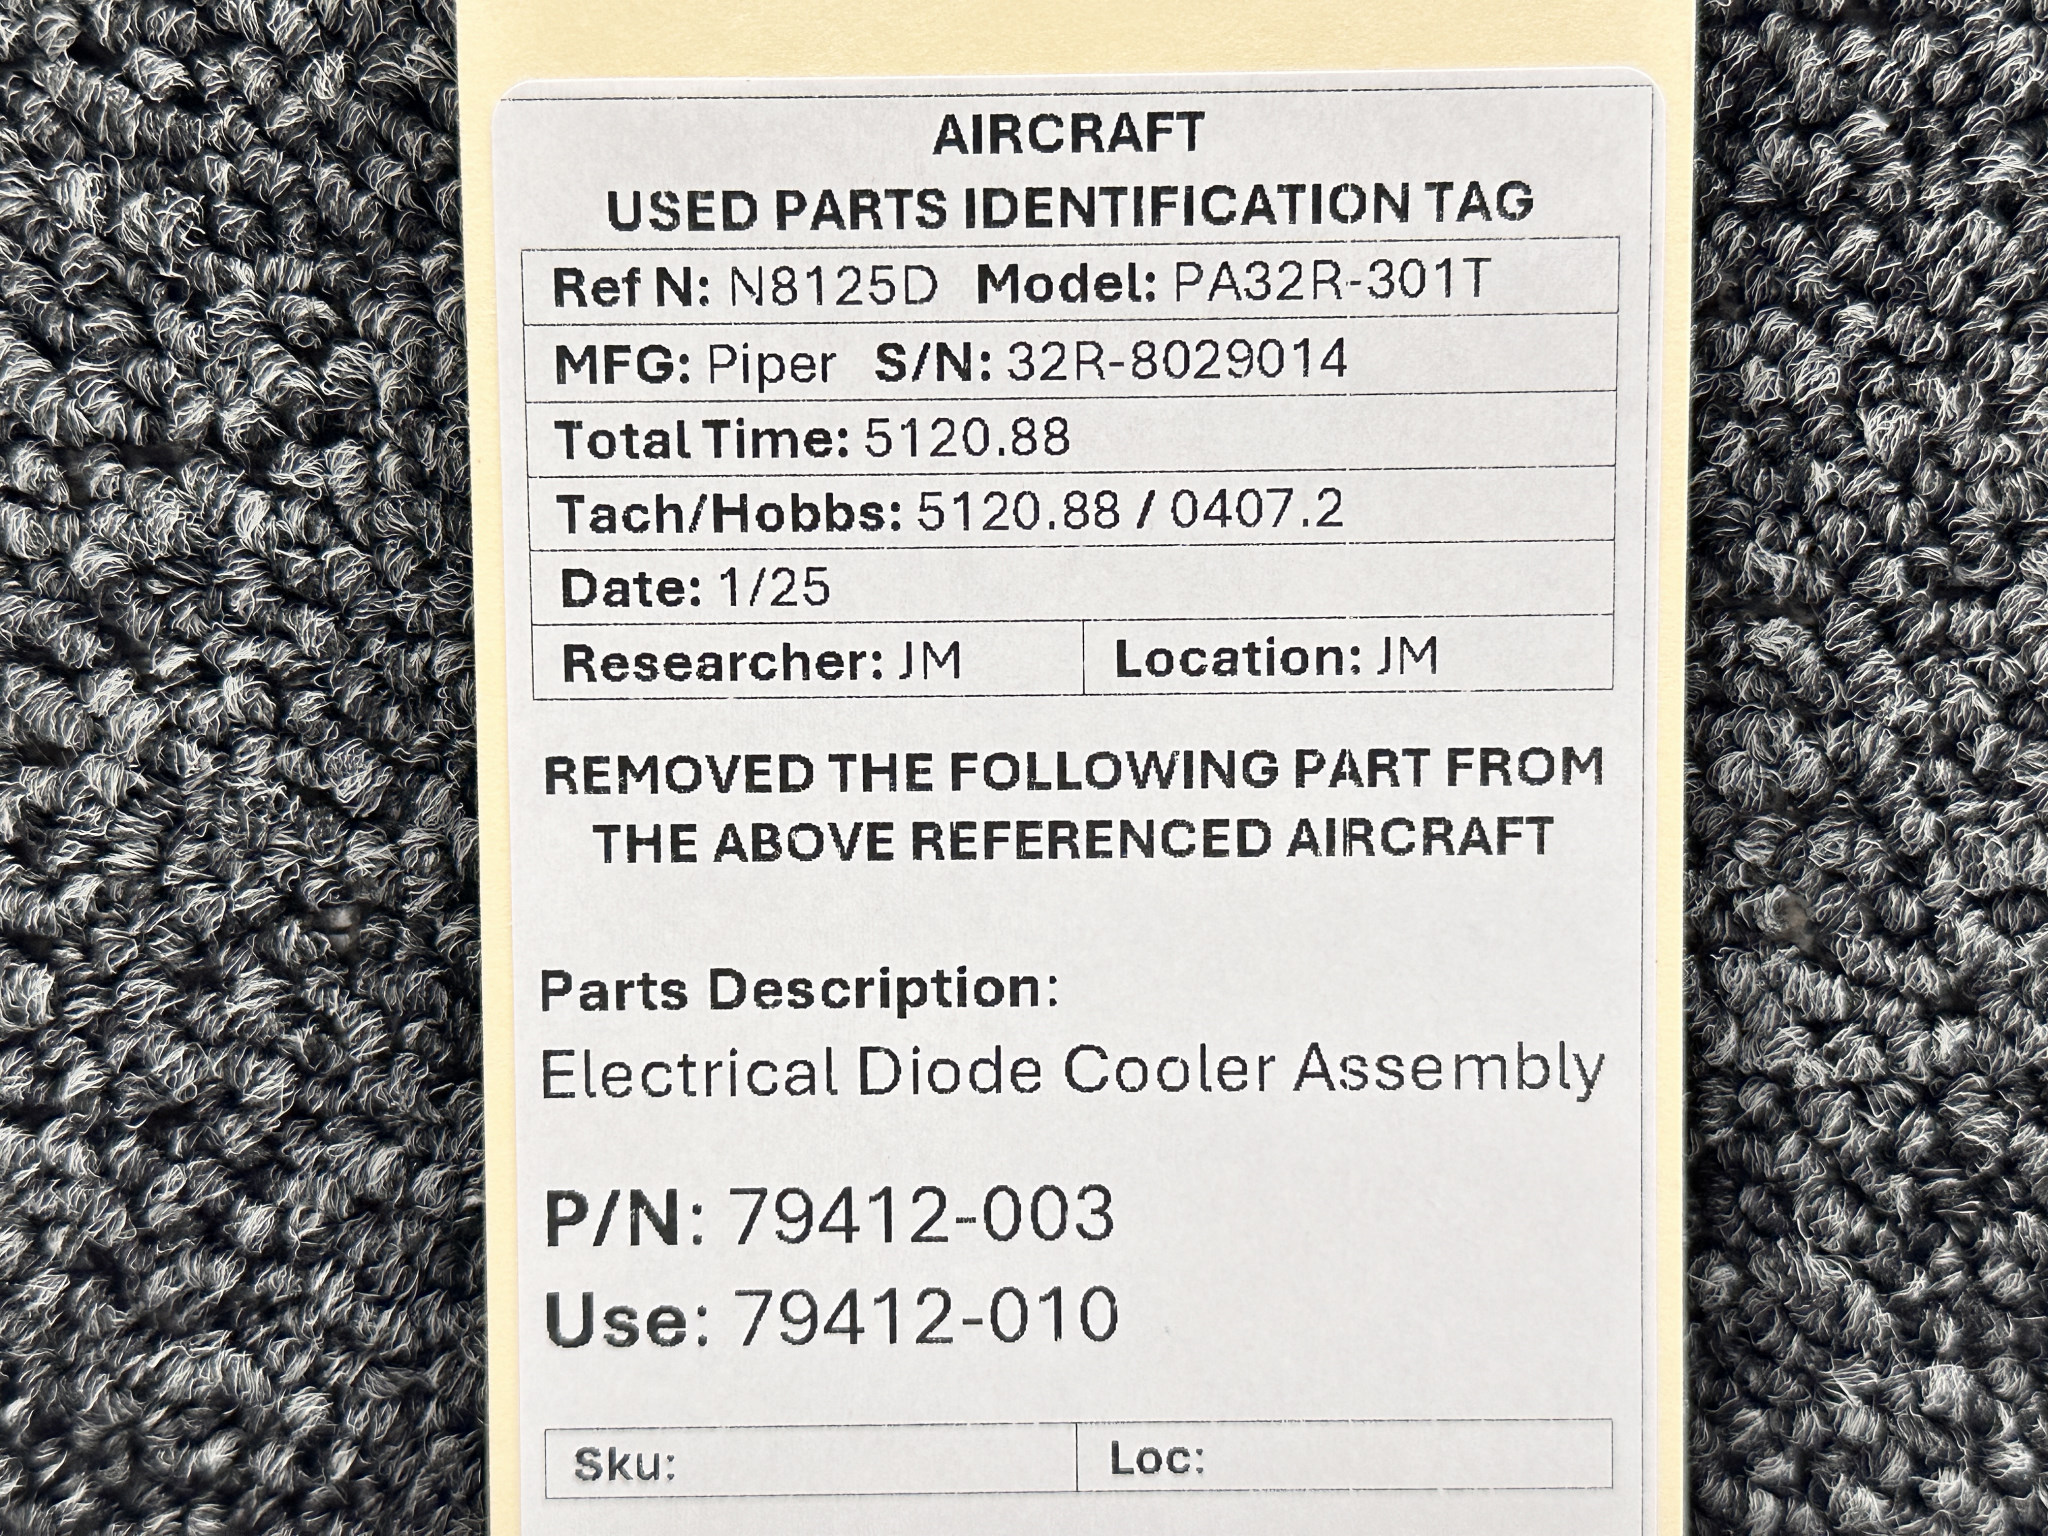 AIRCRAFT
USED PARTS IDENTIFICATION TAG
Ref N: N8125D Model: PA32R-301T
MFG: Piper S/N: 32R-8029014
Total Time: 5120.88
Tach/Hobbs: 5120.88 / 0407.2
Date: 1/25
Researcher: JM Location: JM
REMOVED THE FOLLOWING PART FROM
THE ABOVE REFERENCED AIRCRAFT
Parts Description:
Electrical Diode Cooler Assembly
P/N: 79412-003
Use: 79412-010
Sku: Loc: